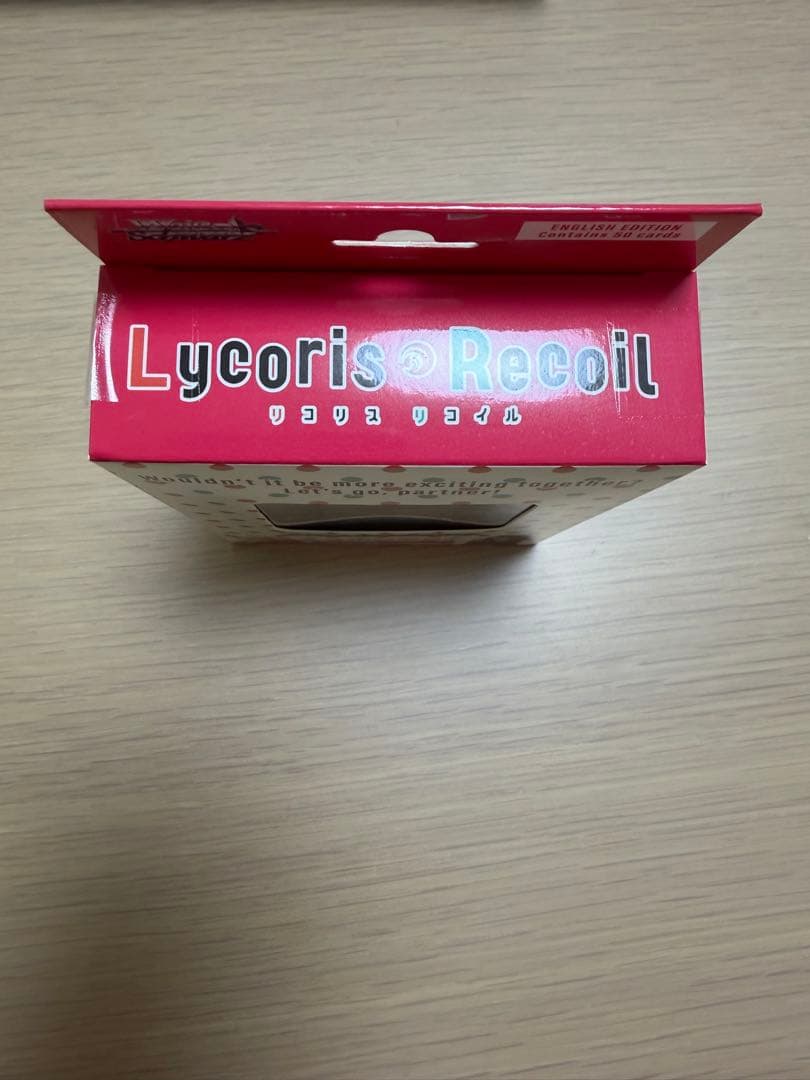 Weiß Schwarz
ENGLISH EDITION
Contains 50 cards
Lycoris Recoil
リコリス リコイル
Wouldn't it be more exciting together?
Let's go, partner!